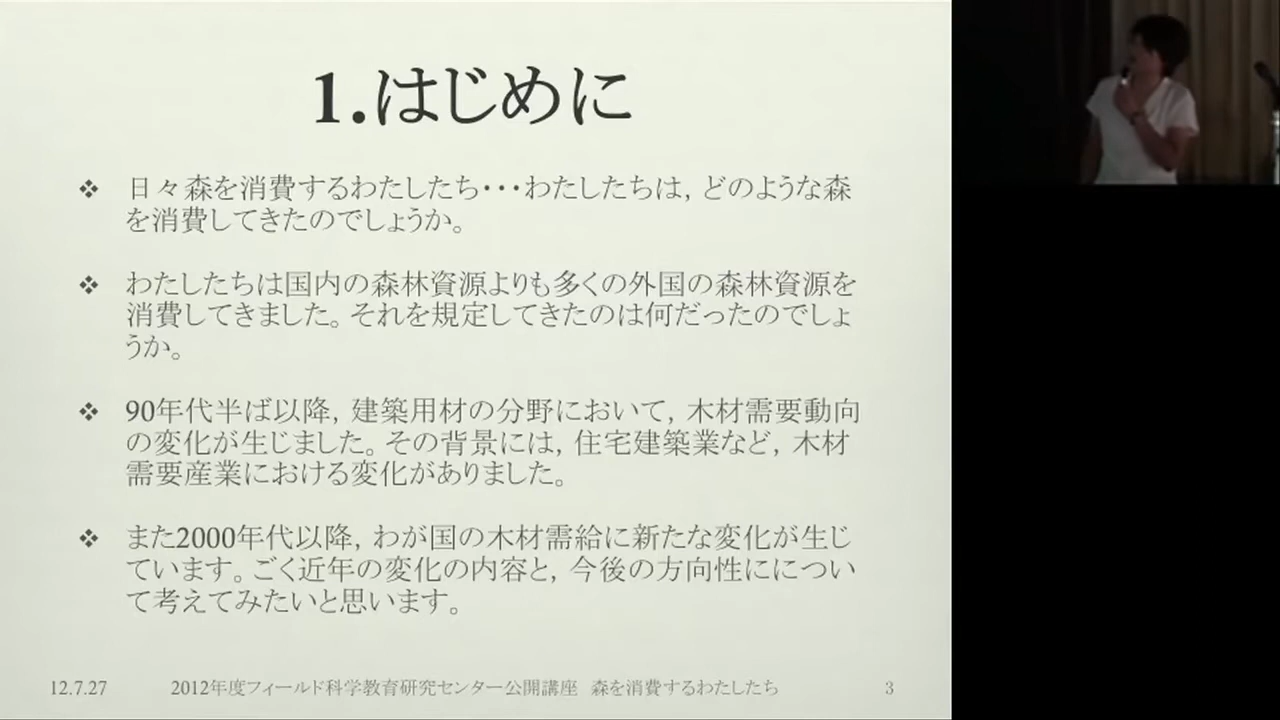 1.はじめに
❖ 日々森を消費するわたしたち・・・わたしたちは，どのような森
を消費してきたのでしょうか。
❖ わたしたちは国内の森林資源よりも多くの外国の森林資源を
消費してきました。それを規定してきたのは何だったのでしょ
うか。
❖ 90年代半ば以降，建築用材の分野において，木材需要動向
の変化が生じました。その背景には，住宅建築業など，木材
需要産業における変化がありました。
❖ また2000年代以降，わが国の木材需給に新たな変化が生じ
ています。ごく近年の変化の内容と，今後の方向性にについ
て考えてみたいと思います。
12.7.27 2012年度フィールド科学教育研究センター公開講座 森を消費するわたしたち 3